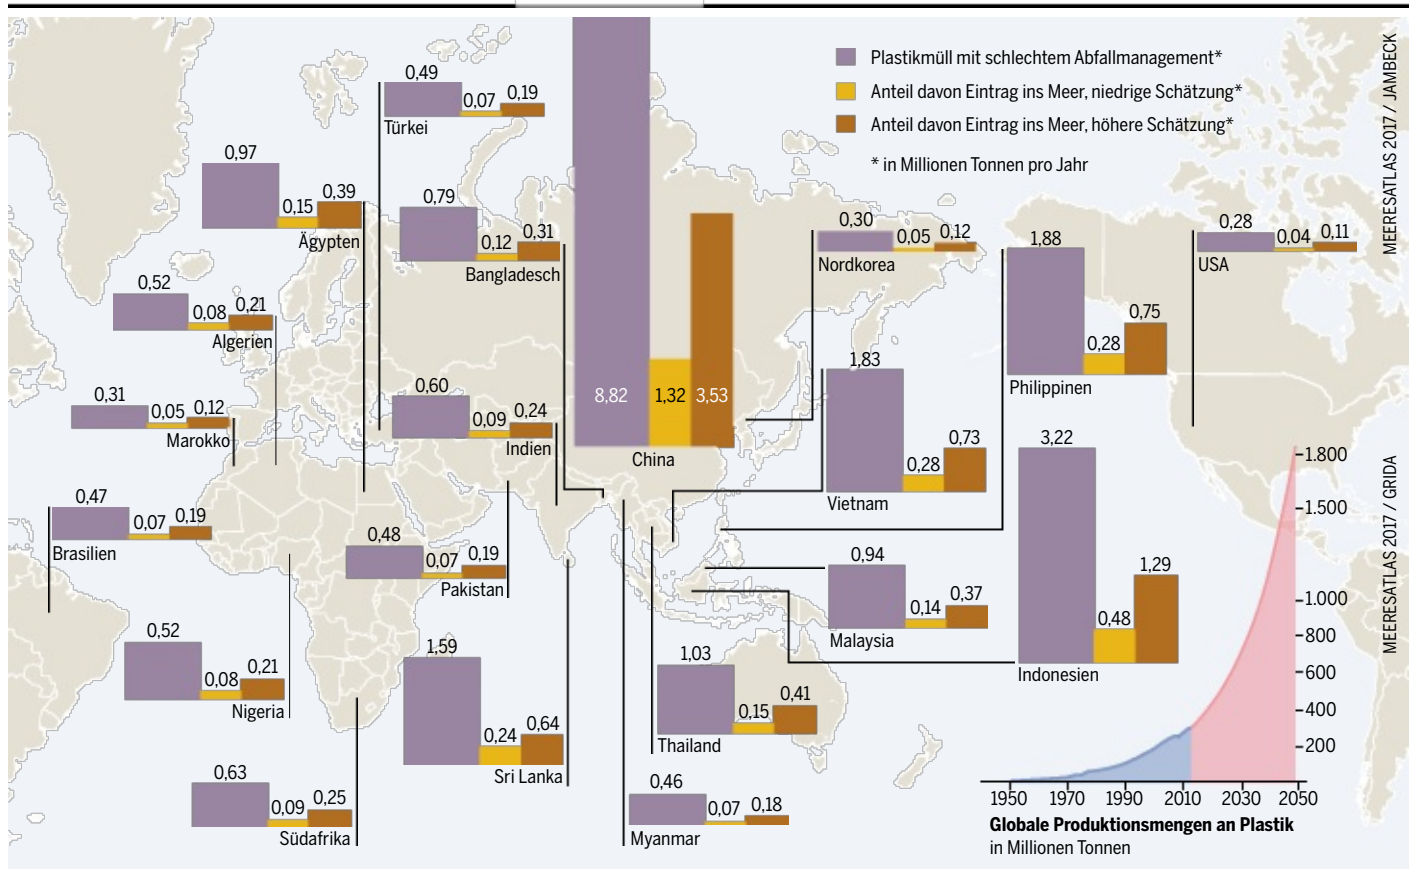 Plastikmüll mit schlechtem Abfallmanagement*
Anteil davon Eintrag ins Meer, niedrige Schätzung*
Anteil davon Eintrag ins Meer, höhere Schätzung*
* in Millionen Tonnen pro Jahr
MEERESATLAS 2017 / JAMBECK
0,49
0,07
0,19
Türkei
0,97
0,15
0,39
Ägypten
0,79
0,12
0,31
Bangladesch
0,52
0,08
0,21
Algerien
0,31
0,05
0,12
Marokko
0,60
0,09
0,24
Indien
8,82
1,32
3,53
China
0,30
0,05
0,12
Nordkorea
1,88
0,28
0,75
Philippinen
0,28
0,04
0,11
USA
1,83
0,28
0,73
Vietnam
3,22
0,48
1,29
Indonesien
0,47
0,07
0,19
Brasilien
0,48
0,07
0,19
Pakistan
0,94
0,14
0,37
Malaysia
0,52
0,08
0,21
Nigeria
1,59
0,24
0,64
Sri Lanka
1,03
0,15
0,41
Thailand
0,63
0,09
0,25
Südafrika
0,46
0,07
0,18
Myanmar
1.800
1.500
1.000
800
600
400
200
1950 1970 1990 2010 2030 2050
Globale Produktionsmengen an Plastik
in Millionen Tonnen
MEERESATLAS 2017 / GRIDA